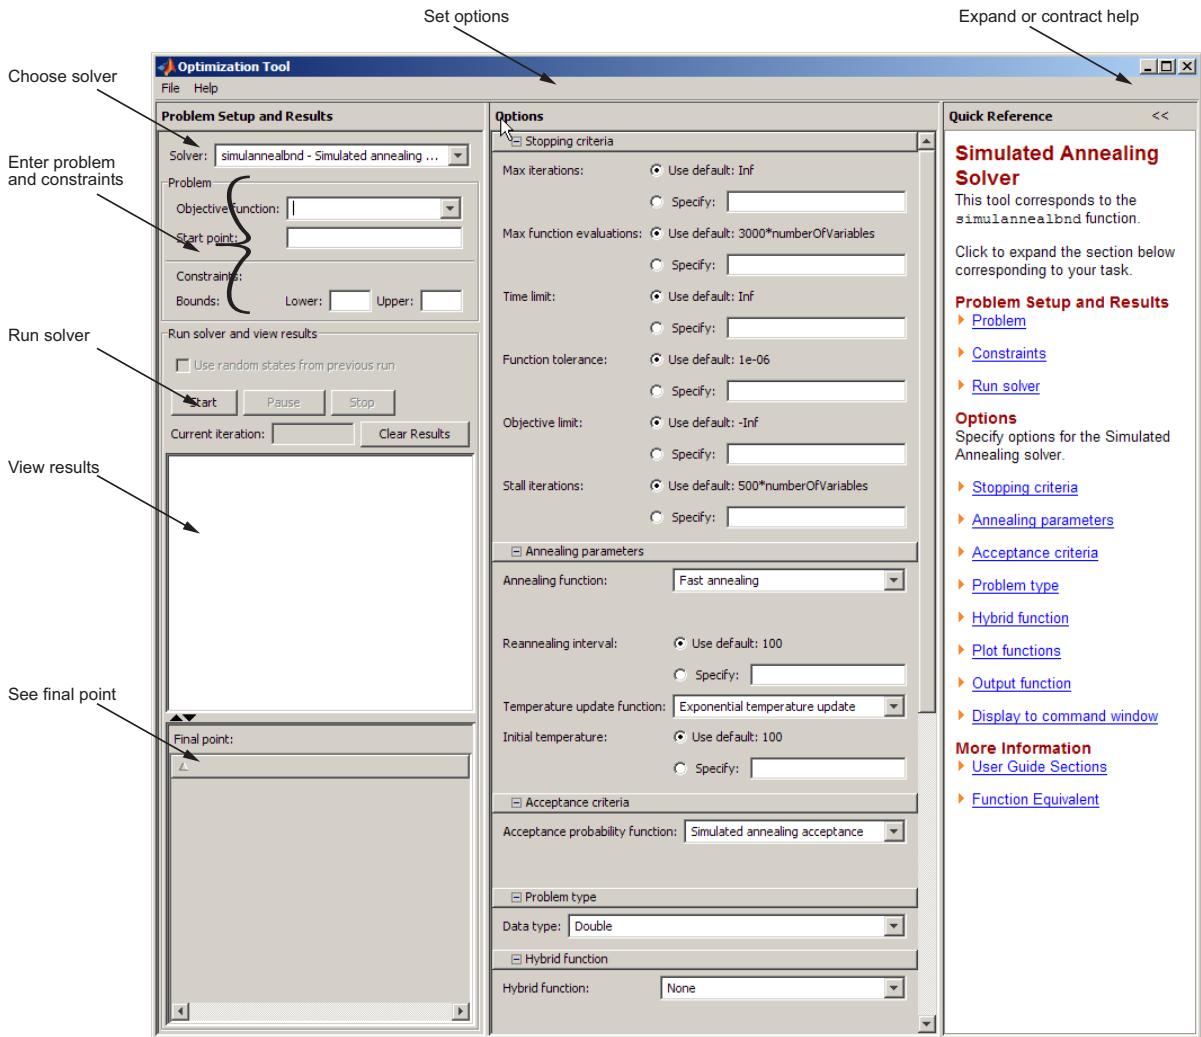 Set options
Expand or contract help
Choose solver
Enter problem
and constraints
Run solver
View results
See final point
Optimization Tool
File Help
Problem Setup and Results
Solver: simulannealbnd - Simulated annealing ...
Problem
Objective function:
Start point:
Constraints:
Bounds: Lower: Upper:
Run solver and view results
Use random states from previous run
Start Pause Stop
Current iteration: Clear Results
Final point:
Options
Stopping criteria
Max iterations: Use default: Inf
Specify:
Max function evaluations: Use default: 3000*numberOfVariables
Specify:
Time limit: Use default: Inf
Specify:
Function tolerance: Use default: 1e-06
Specify:
Objective limit: Use default: -Inf
Specify:
Stall iterations: Use default: 500*numberOfVariables
Specify:
Annealing parameters
Annealing function: Fast annealing
Reannealing interval: Use default: 100
Specify:
Temperature update function: Exponential temperature update
Initial temperature: Use default: 100
Specify:
Acceptance criteria
Acceptance probability function: Simulated annealing acceptance
Problem type
Data type: Double
Hybrid function
Hybrid function: None
Quick Reference <<
Simulated Annealing
Solver
This tool corresponds to the
simulannealbnd function.
Click to expand the section below
corresponding to your task.
Problem Setup and Results
Problem
Constraints
Run solver
Options
Specify options for the Simulated
Annealing solver.
Stopping criteria
Annealing parameters
Acceptance criteria
Problem type
Hybrid function
Plot functions
Output function
Display to command window
More Information
User Guide Sections
Function Equivalent